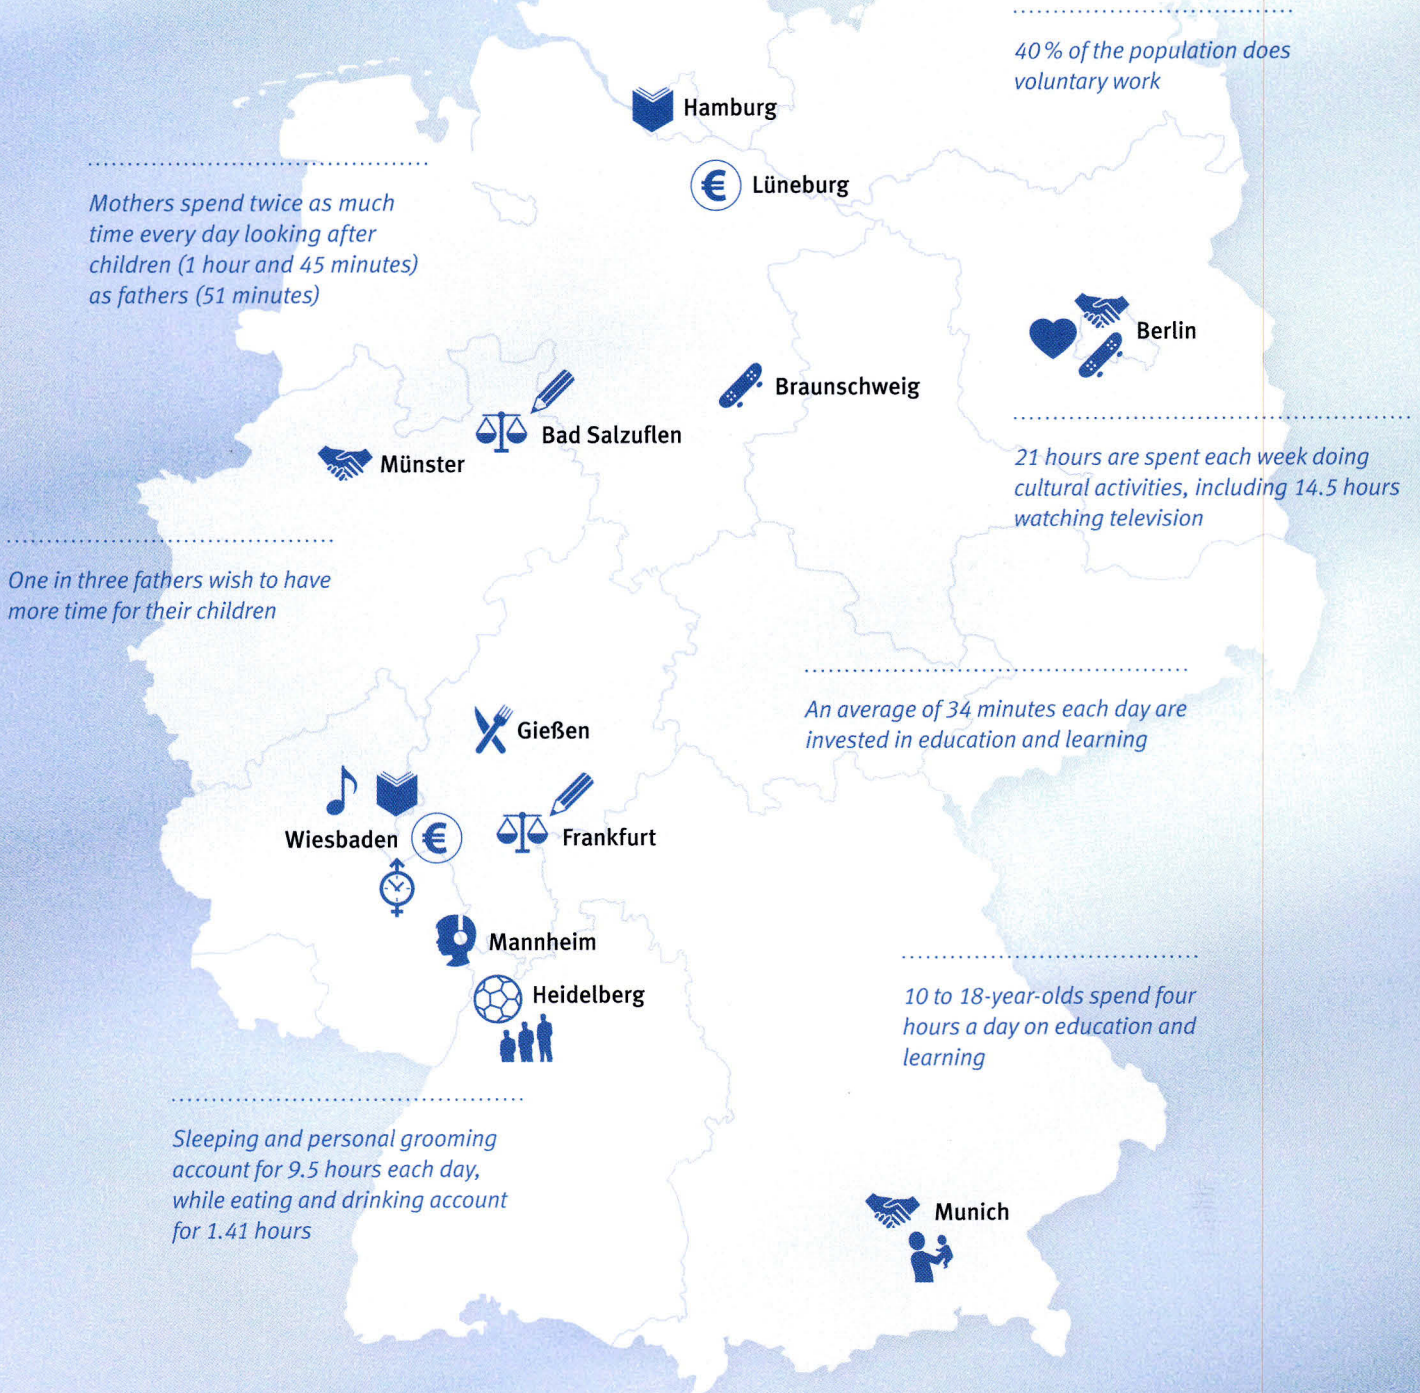 40 % of the population does
voluntary work
Hamburg
€ Lüneburg
Mothers spend twice as much
time every day looking after
children (1 hour and 45 minutes)
as fathers (51 minutes)
Berlin
Braunschweig
Bad Salzuflen
Münster
21 hours are spent each week doing
cultural activities, including 14.5 hours
watching television
One in three fathers wish to have
more time for their children
An average of 34 minutes each day are
invested in education and learning
Gießen
Wiesbaden €
Frankfurt
Mannheim
Heidelberg
10 to 18-year-olds spend four
hours a day on education and
learning
Sleeping and personal grooming
account for 9.5 hours each day,
while eating and drinking account
for 1.41 hours
Munich